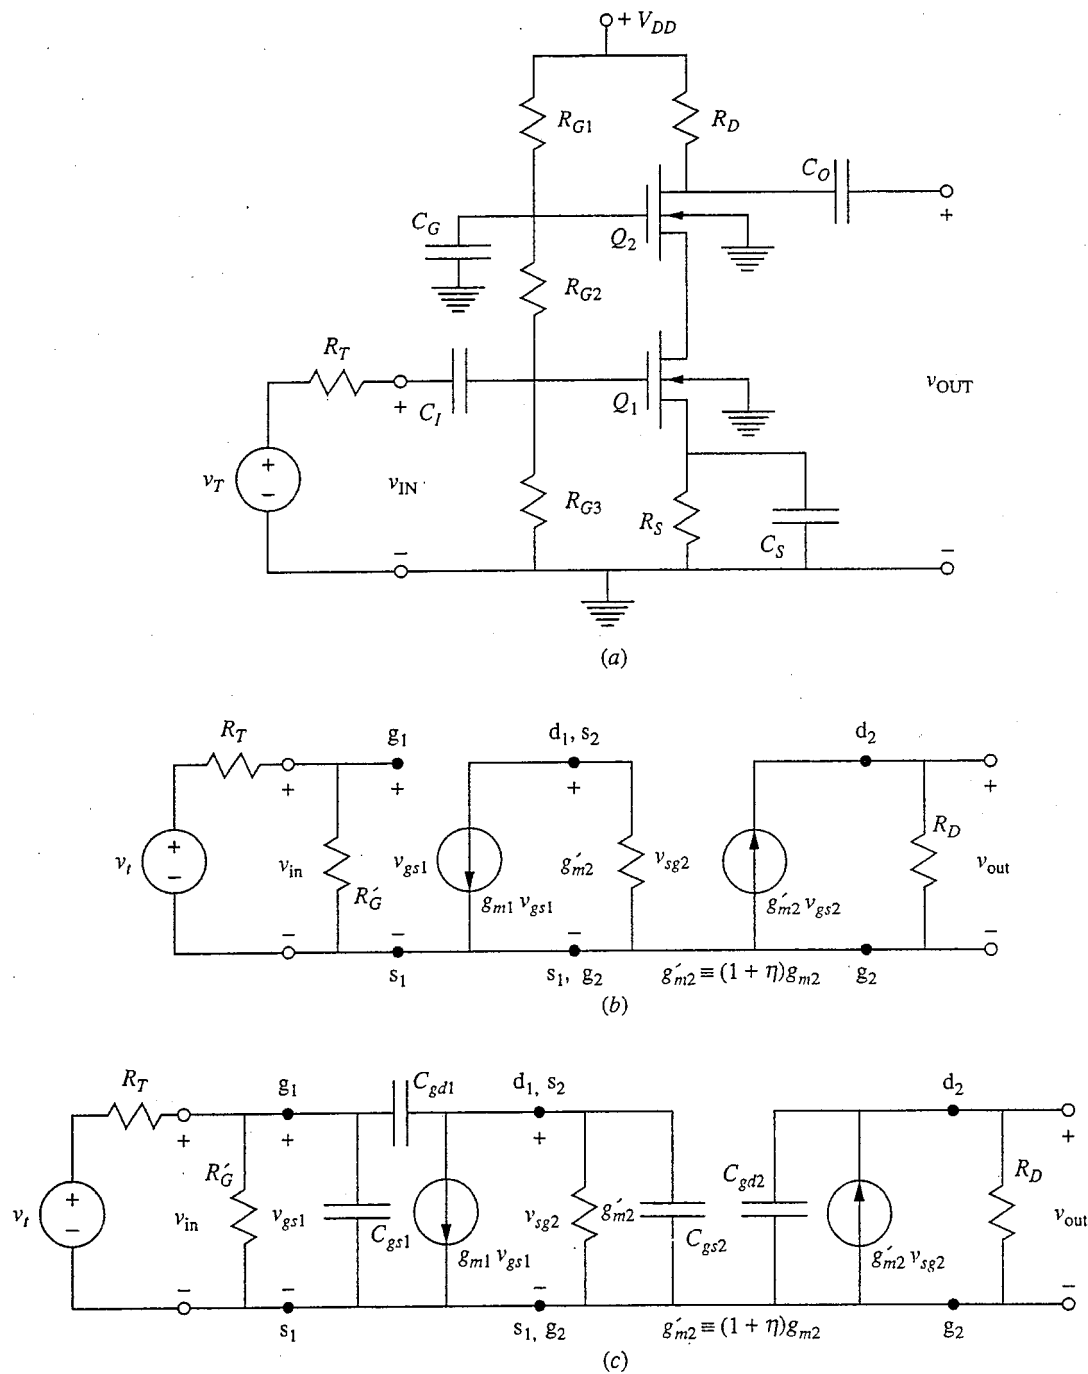 + V_DD
R_G1
R_D
C_O
+
C_G
Q_2
R_G2
R_T
+
C_I
Q_1
v_OUT
v_T
+
−
v_IN
R_G3
R_S
C_S
−
−
(a)
R_T
g_1
d_1, s_2
d_2
+
+
+
+
v_t
+
−
v_in
R′_G
v_gs1
g_m1 v_gs1
g′_m2
v_sg2
g′_m2 v_gs2
R_D
v_out
−
−
−
−
s_1
s_1, g_2
g′_m2 ≡ (1 + η)g_m2
g_2
(b)
R_T
g_1
C_gd1
d_1, s_2
d_2
+
+
+
+
v_t
+
−
v_in
R′_G
v_gs1
C_gs1
g_m1 v_gs1
v_sg2
g′_m2
C_gs2
C_gd2
g′_m2 v_sg2
R_D
v_out
−
−
−
−
s_1
s_1, g_2
g′_m2 ≡ (1 + η)g_m2
g_2
(c)